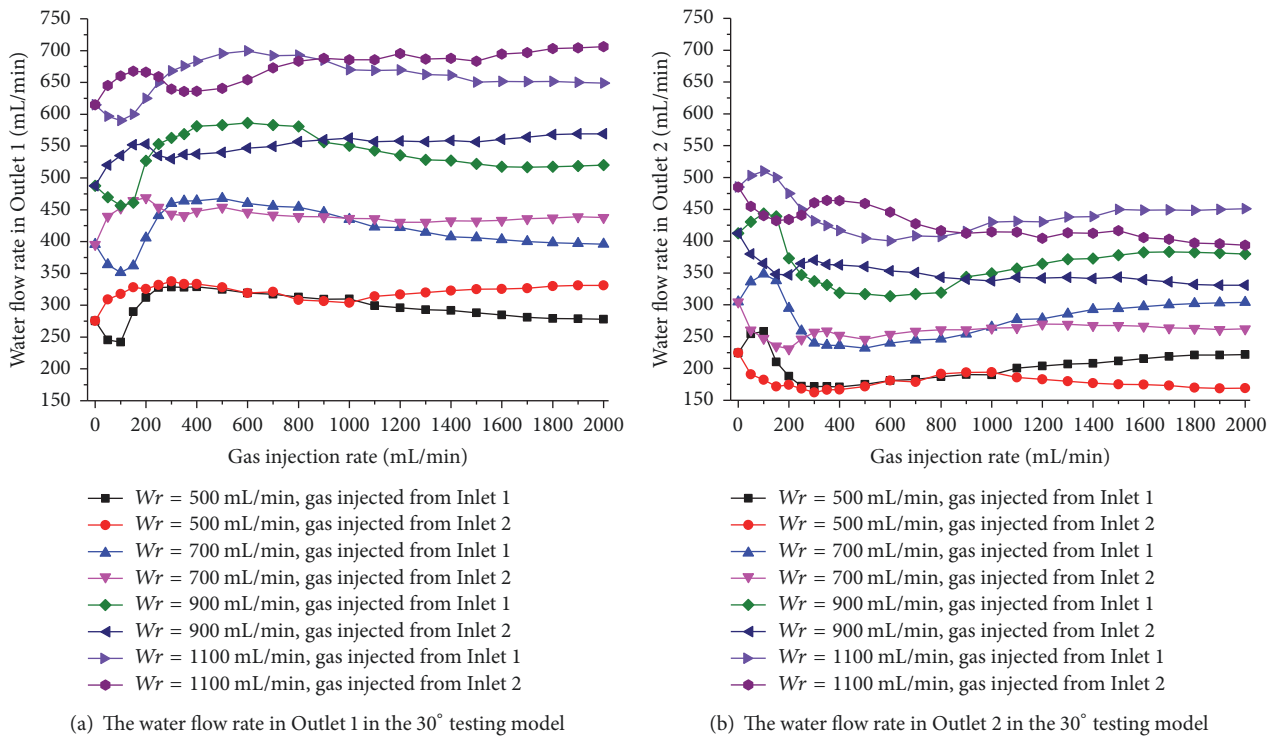 750
700
650
600
550
500
450
400
350
300
250
200
150
Water flow rate in Outlet 1 (mL/min)
0 200 400 600 800 1000 1200 1400 1600 1800 2000
Gas injection rate (mL/min)
Wr = 500 mL/min, gas injected from Inlet 1
Wr = 500 mL/min, gas injected from Inlet 2
Wr = 700 mL/min, gas injected from Inlet 1
Wr = 700 mL/min, gas injected from Inlet 2
Wr = 900 mL/min, gas injected from Inlet 1
Wr = 900 mL/min, gas injected from Inlet 2
Wr = 1100 mL/min, gas injected from Inlet 1
Wr = 1100 mL/min, gas injected from Inlet 2
(a) The water flow rate in Outlet 1 in the 30° testing model
750
700
650
600
550
500
450
400
350
300
250
200
150
Water flow rate in Outlet 2 (mL/min)
0 200 400 600 800 1000 1200 1400 1600 1800 2000
Gas injection rate (mL/min)
Wr = 500 mL/min, gas injected from Inlet 1
Wr = 500 mL/min, gas injected from Inlet 2
Wr = 700 mL/min, gas injected from Inlet 1
Wr = 700 mL/min, gas injected from Inlet 2
Wr = 900 mL/min, gas injected from Inlet 1
Wr = 900 mL/min, gas injected from Inlet 2
Wr = 1100 mL/min, gas injected from Inlet 1
Wr = 1100 mL/min, gas injected from Inlet 2
(b) The water flow rate in Outlet 2 in the 30° testing model